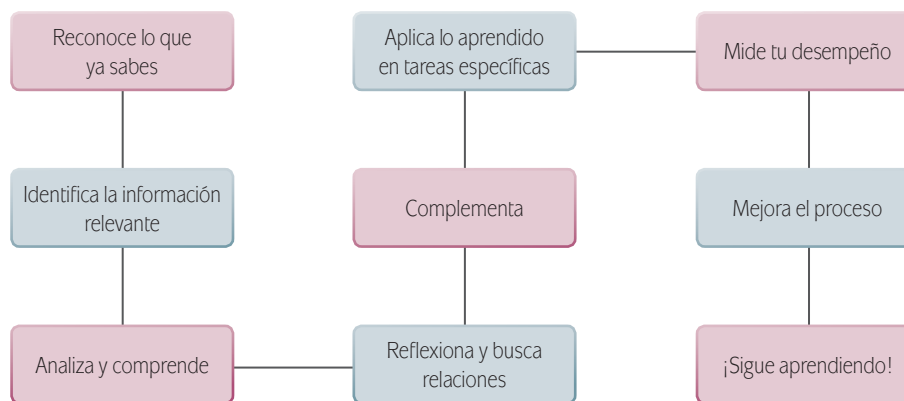 Reconoce lo que
ya sabes
Identifica la información
relevante
Analiza y comprende
Reflexiona y busca
relaciones
Complementa
Aplica lo aprendido
en tareas específicas
Mide tu desempeño
Mejora el proceso
¡Sigue aprendiendo!